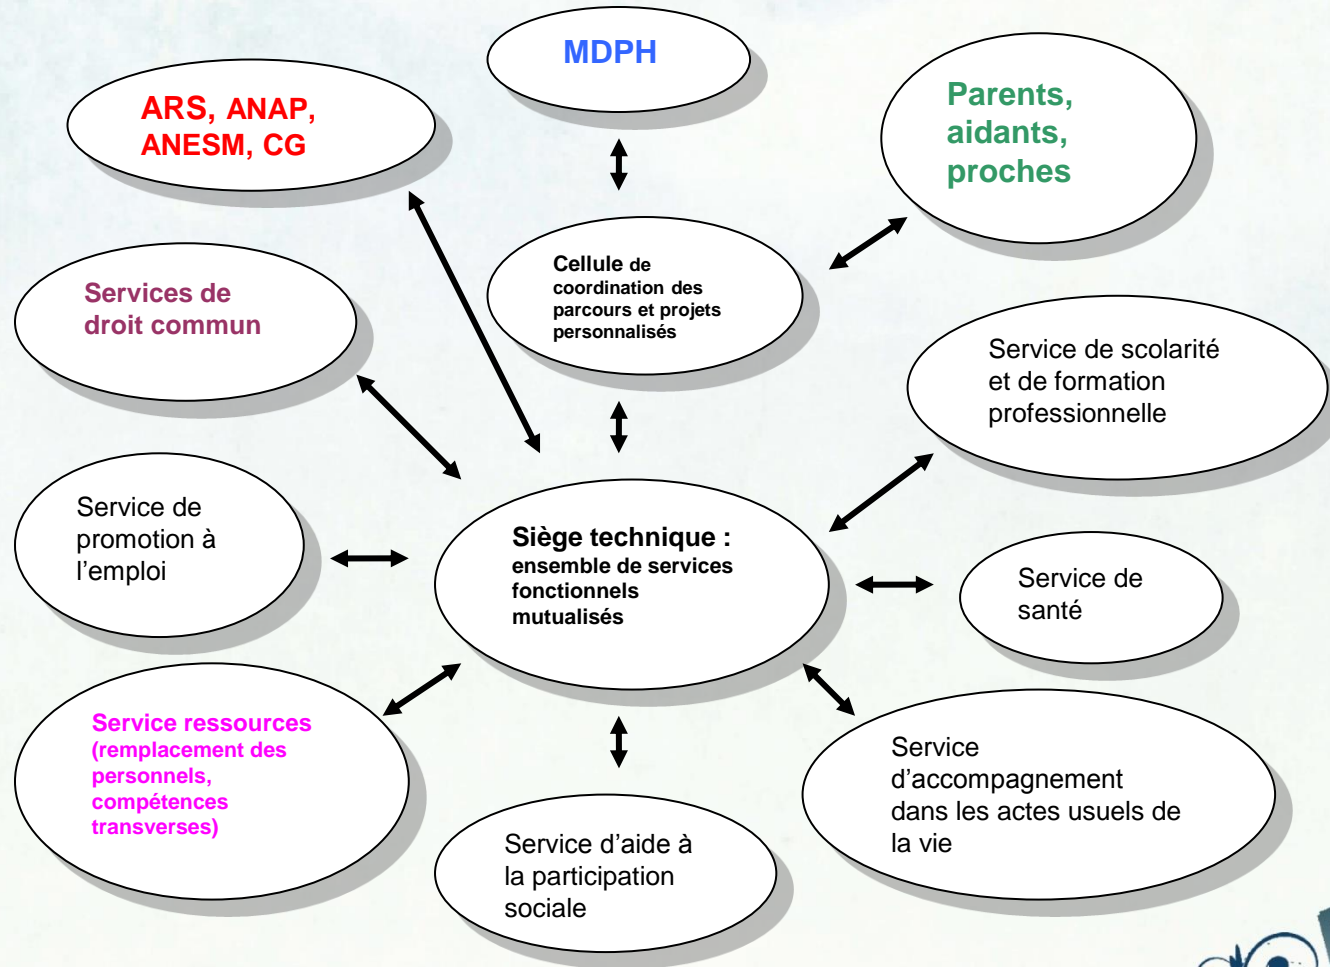 MDPH
ARS, ANAP,
ANESM, CG
Parents,
aidants,
proches
Services de
droit commun
Cellule de
coordination des
parcours et projets
personnalisés
Service de scolarité
et de formation
professionnelle
Service de
promotion à
l’emploi
Siège technique :
ensemble de services
fonctionnels
mutualisés
Service de
santé
Service ressources
(remplacement des
personnels,
compétences
transverses)
Service
d’accompagnement
dans les actes usuels de
la vie
Service d’aide à
la participation
sociale